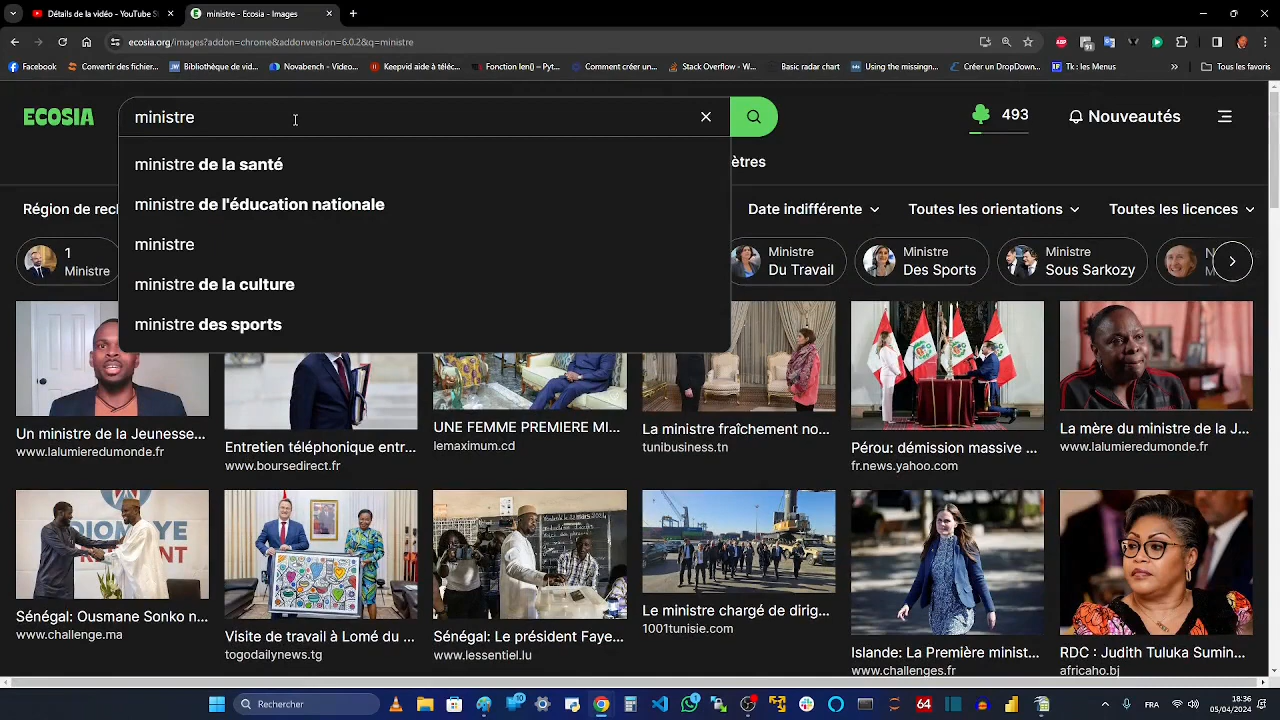 Détails de la vidéo - YouTube S
ministre - Ecosia - Images
ecosia.org/images?addon=chrome&addonversion=6.0.2&q=ministre
91
Facebook
Convertir des fichier...
Bibliothèque de vid...
Novabench - Video...
Keepvid aide à téléc...
Fonction len() — Pyt...
Comment créer un...
Stack Overflow - W...
Basic radar chart
Using the missingn...
Créer un DropDown...
Tk : les Menus
»
Tous les favoris
ECOSIA
ministre
493
Nouveautés
ministre de la santé
ministre de l'éducation nationale
ministre
ministre de la culture
ministre des sports
ètres
Région de rech
Date indifférente
Toutes les orientations
Toutes les licences
1
Ministre
Ministre
Du Travail
Ministre
Des Sports
Ministre
Sous Sarkozy
Un ministre de la Jeunesse...
www.lalumieredumonde.fr
Entretien téléphonique entr...
www.boursedirect.fr
UNE FEMME PREMIERE MI...
lemaximum.cd
La ministre fraîchement no...
tunibusiness.tn
Pérou: démission massive ...
fr.news.yahoo.com
La mère du ministre de la J...
www.lalumieredumonde.fr
Sénégal: Ousmane Sonko n...
www.challenge.ma
Visite de travail à Lomé du ...
togodailynews.tg
Sénégal: Le président Faye...
www.lessentiel.lu
Le ministre chargé de dirig...
1001tunisie.com
Islande: La Première minist...
www.challenges.fr
RDC : Judith Tuluka Sumin...
africaho.bj
Rechercher
10
1
64
FRA
18:36
05/04/2024